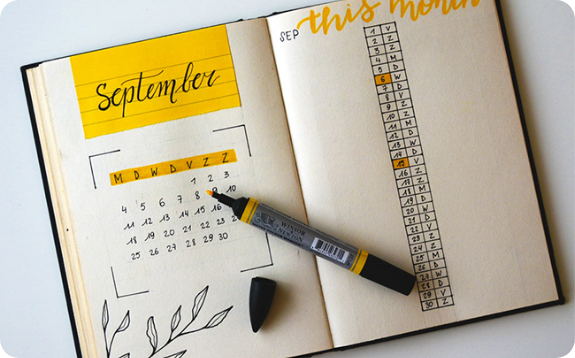 September
M D W D V Z Z
1 2 3
4 5 6 7 8 9 10
11 12 13 14 15 16
18 19 20 21 22 23
25 26 27 28 29 30
this month
SEP
1 V
2 Z
3 Z
4 M
5 D
6 W
7 D
8 V
9 Z
10 Z
11 M
12 D
13 W
14 D
15 V
16 Z
17 Z
18 M
19 D
20 W
21 D
22 V
23 Z
24 Z
25 M
26 D
27 W
28 D
29 V
30 Z
WINSOR
& NEWTON